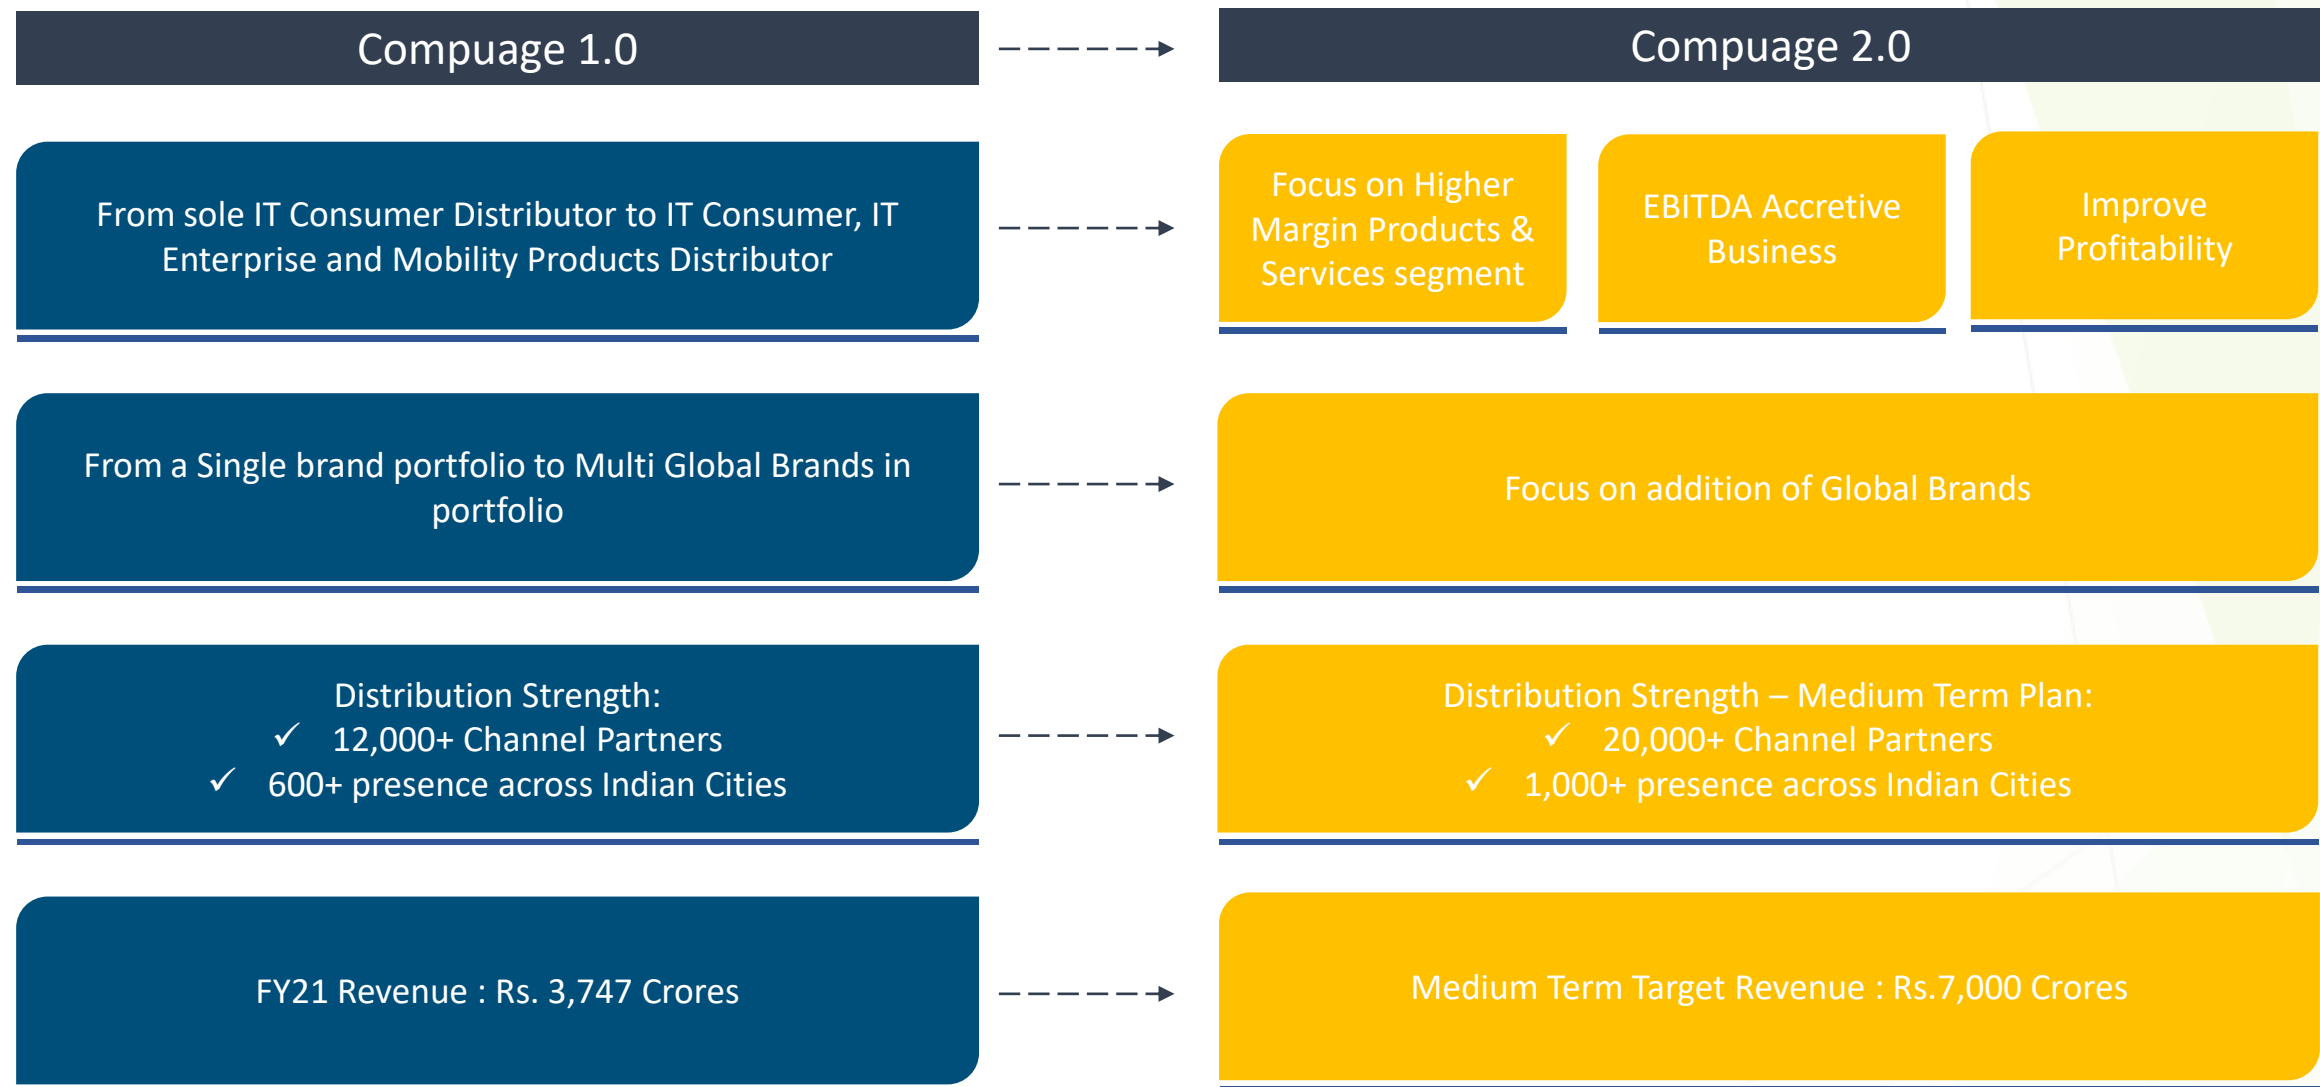 Compuage 1.0
Compuage 2.0
From sole IT Consumer Distributor to IT Consumer, IT
Enterprise and Mobility Products Distributor
Focus on Higher
Margin Products &
Services segment
EBITDA Accretive
Business
Improve
Profitability
From a Single brand portfolio to Multi Global Brands in
portfolio
Focus on addition of Global Brands
Distribution Strength:
✓ 12,000+ Channel Partners
✓ 600+ presence across Indian Cities
Distribution Strength – Medium Term Plan:
✓ 20,000+ Channel Partners
✓ 1,000+ presence across Indian Cities
FY21 Revenue : Rs. 3,747 Crores
Medium Term Target Revenue : Rs.7,000 Crores